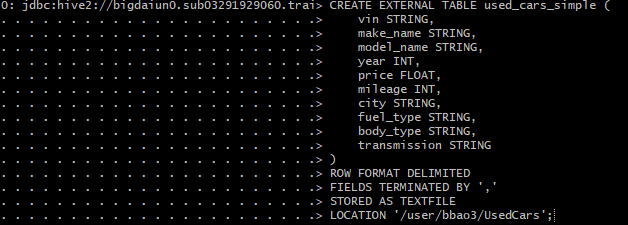 0: jdbc:hive2://bigdaiun0.sub03291929060.trai> CREATE EXTERNAL TABLE used_cars_simple (
. . . . . . . . . . . . . . . . . . . . . . .> vin STRING,
. . . . . . . . . . . . . . . . . . . . . . .> make_name STRING,
. . . . . . . . . . . . . . . . . . . . . . .> model_name STRING,
. . . . . . . . . . . . . . . . . . . . . . .> year INT,
. . . . . . . . . . . . . . . . . . . . . . .> price FLOAT,
. . . . . . . . . . . . . . . . . . . . . . .> mileage INT,
. . . . . . . . . . . . . . . . . . . . . . .> city STRING,
. . . . . . . . . . . . . . . . . . . . . . .> fuel_type STRING,
. . . . . . . . . . . . . . . . . . . . . . .> body_type STRING,
. . . . . . . . . . . . . . . . . . . . . . .> transmission STRING
. . . . . . . . . . . . . . . . . . . . . . .> )
. . . . . . . . . . . . . . . . . . . . . . .> ROW FORMAT DELIMITED
. . . . . . . . . . . . . . . . . . . . . . .> FIELDS TERMINATED BY ','
. . . . . . . . . . . . . . . . . . . . . . .> STORED AS TEXTFILE
. . . . . . . . . . . . . . . . . . . . . . .> LOCATION '/user/bbao3/UsedCars';